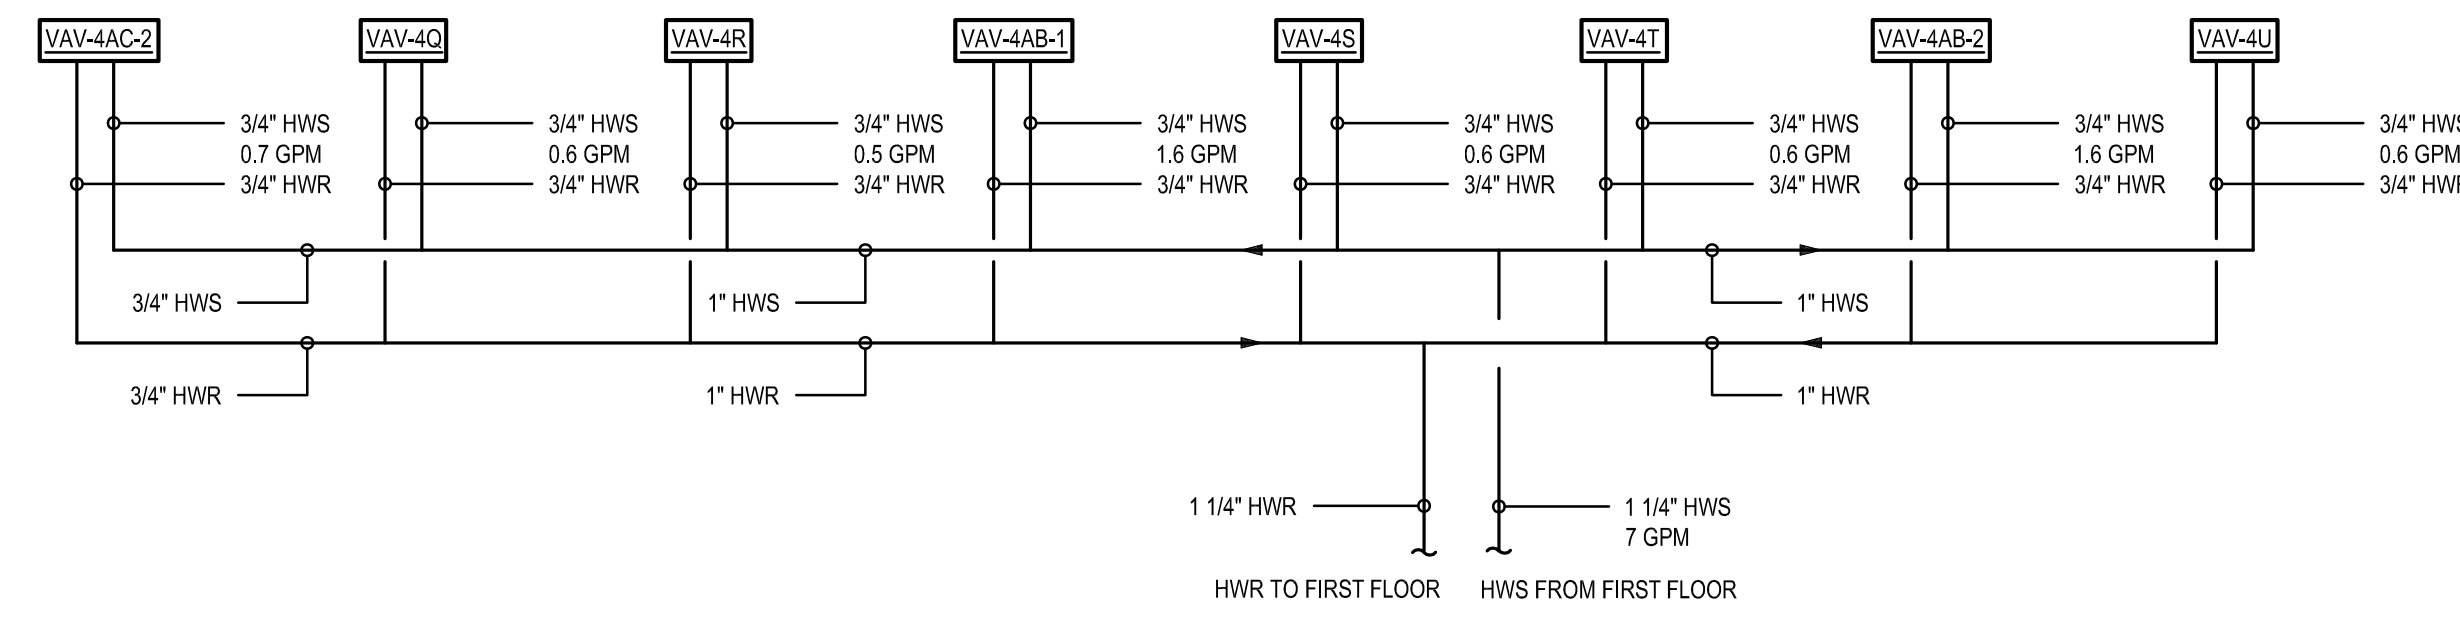 VAV-4AC-2
VAV-4Q
VAV-4R
VAV-4AB-1
VAV-4S
VAV-4T
VAV-4AB-2
VAV-4U
3/4" HWS
0.7 GPM
3/4" HWR
3/4" HWS
0.6 GPM
3/4" HWR
3/4" HWS
0.5 GPM
3/4" HWR
3/4" HWS
1.6 GPM
3/4" HWR
3/4" HWS
0.6 GPM
3/4" HWR
3/4" HWS
0.6 GPM
3/4" HWR
3/4" HWS
1.6 GPM
3/4" HWR
3/4" HWS
0.6 GPM
3/4"
3/4" HWS
1" HWS
1" HWS
3/4" HWR
1" HWR
1" HWR
1 1/4" HWR
1 1/4" HWS
7 GPM
HWR TO FIRST FLOOR
HWS FROM FIRST FLOOR